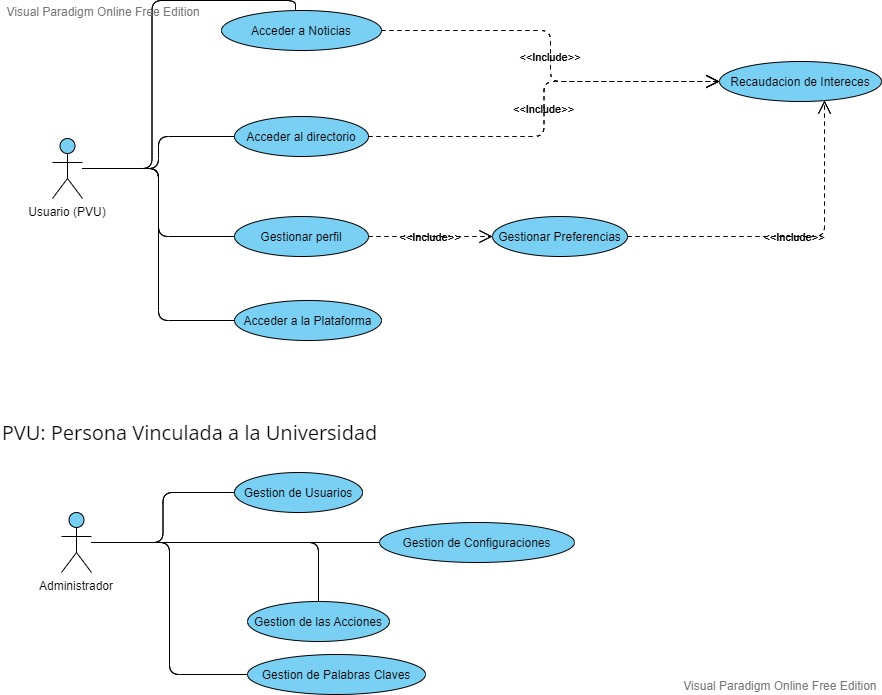 Visual Paradigm Online Free Edition
Acceder a Noticias
<<Include>>
Recaudacion de Intereces
<<Include>>
Acceder al directorio
Usuario (PVU)
Gestionar perfil
<<Include>>
Gestionar Preferencias
<<Include>>
Acceder a la Plataforma
PVU: Persona Vinculada a la Universidad
Gestion de Usuarios
Gestion de Configuraciones
Administrador
Gestion de las Acciones
Gestion de Palabras Claves
Visual Paradigm Online Free Edition